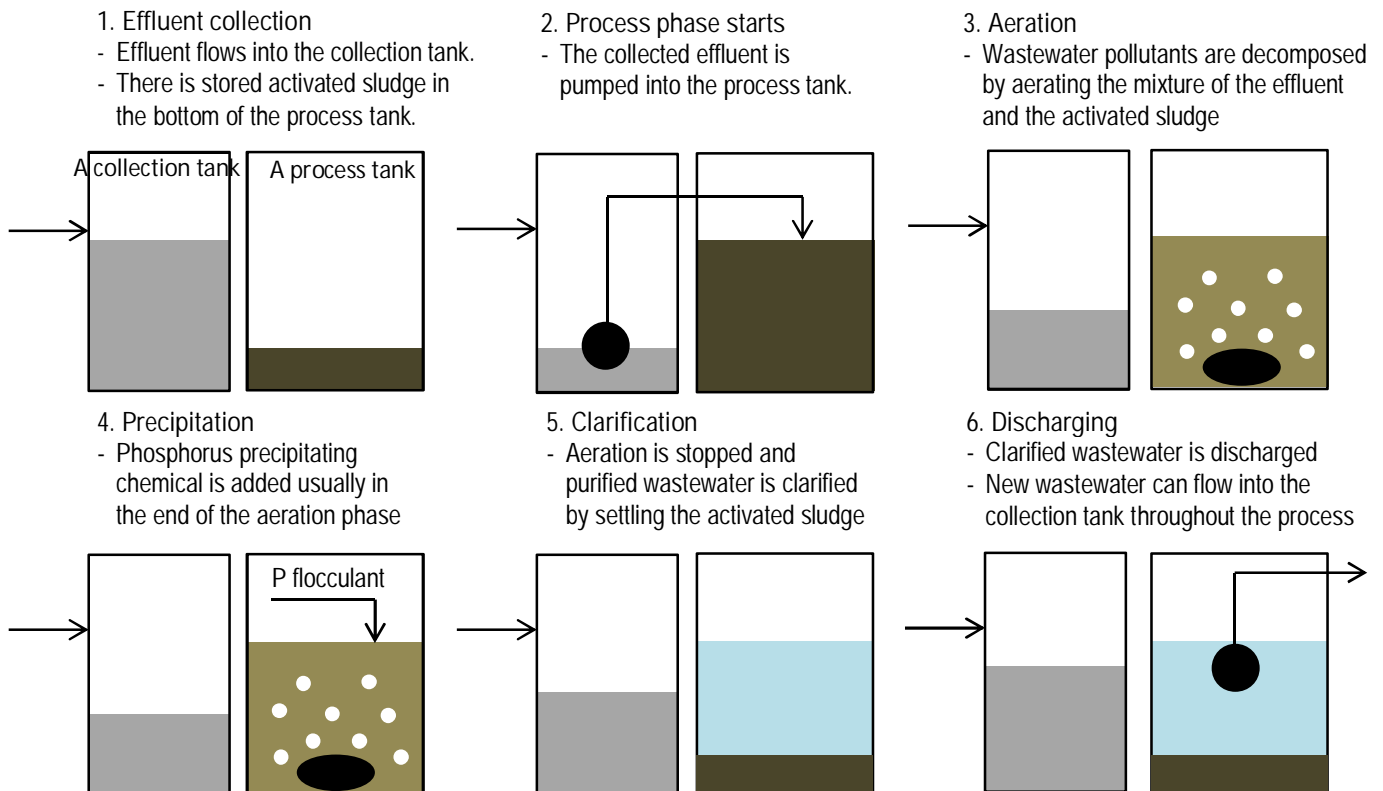 1. Effluent collection
- Effluent flows into the collection tank.
- There is stored activated sludge in
the bottom of the process tank.
A collection tank
A process tank
2. Process phase starts
- The collected effluent is
pumped into the process tank.
3. Aeration
- Wastewater pollutants are decomposed
by aerating the mixture of the effluent
and the activated sludge
4. Precipitation
- Phosphorus precipitating
chemical is added usually in
the end of the aeration phase
P flocculant
5. Clarification
- Aeration is stopped and
purified wastewater is clarified
by settling the activated sludge
6. Discharging
- Clarified wastewater is discharged
- New wastewater can flow into the
collection tank throughout the process